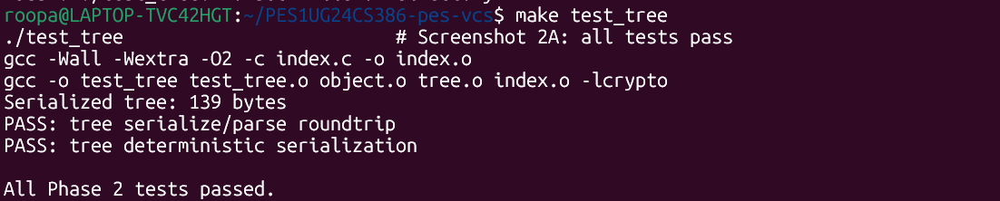 roopa@LAPTOP-TVC42HGT:~/PES1UG24CS386-pes-vcs$ make test_tree
./test_tree                       # Screenshot 2A: all tests pass
gcc -Wall -Wextra -O2 -c index.c -o index.o
gcc -o test_tree test_tree.o object.o tree.o index.o -lcrypto
Serialized tree: 139 bytes
PASS: tree serialize/parse roundtrip
PASS: tree deterministic serialization

All Phase 2 tests passed.